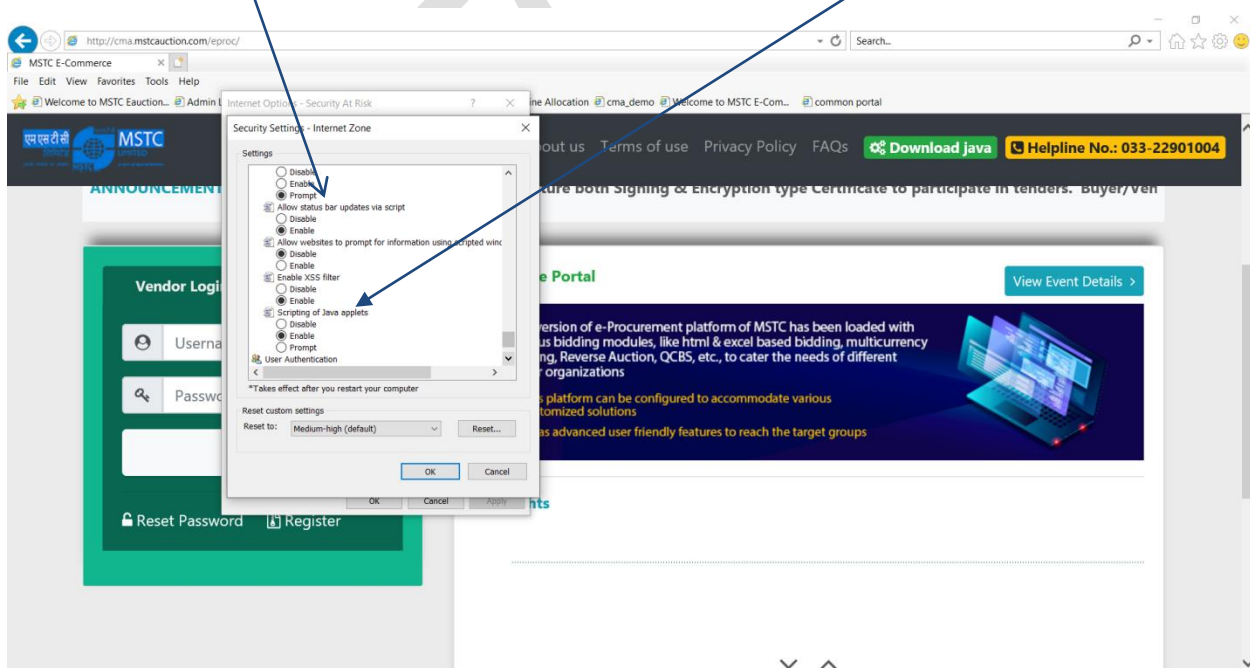 http://cma.mstcauction.com/eproc/
Search...
MSTC E-Commerce
File Edit View Favorites Tools Help
Welcome to MSTC Eauction... Admin L
ine Allocation cma_demo Welcome to MSTC E-Com... common portal
Internet Options - Security At Risk
Security Settings - Internet Zone
Settings
Disable
Enable
Prompt
Allow status bar updates via script
Disable
Enable
Allow websites to prompt for information using scripted winc
Disable
Enable
Enable XSS filter
Disable
Enable
Scripting of Java applets
Disable
Enable
Prompt
User Authentication
*Takes effect after you restart your computer
Reset custom settings
Reset to: Medium-high (default) Reset...
OK Cancel
OK Cancel Apply
एम एस टी सी MSTC
LIMITED
out us Terms of use Privacy Policy FAQs Download java Helpline No.: 033-22901004
ANNOUNCEMENT
ture both Signing & Encryption type Certificate to participate in tenders. Buyer/Ven
Vendor Logi
Userna
Passwo
Reset Password Register
e Portal
View Event Details >
version of e-Procurement platform of MSTC has been loaded with
us bidding modules, like html & excel based bidding, multicurrency
ng, Reverse Auction, QCBS, etc., to cater the needs of different
r organizations
s platform can be configured to accommodate various
tomized solutions
as advanced user friendly features to reach the target groups
nts